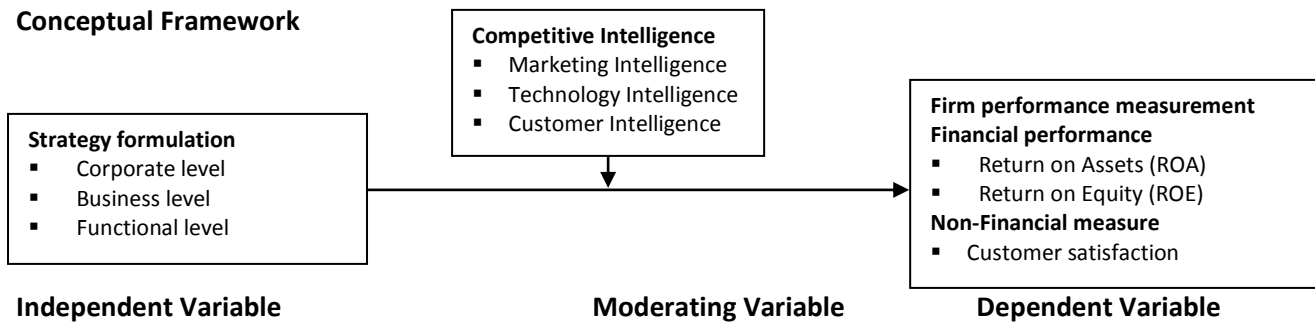 Conceptual Framework
Competitive Intelligence
▪ Marketing Intelligence
▪ Technology Intelligence
▪ Customer Intelligence
Strategy formulation
▪ Corporate level
▪ Business level
▪ Functional level
Firm performance measurement
Financial performance
▪ Return on Assets (ROA)
▪ Return on Equity (ROE)
Non-Financial measure
▪ Customer satisfaction
Independent Variable
Moderating Variable
Dependent Variable